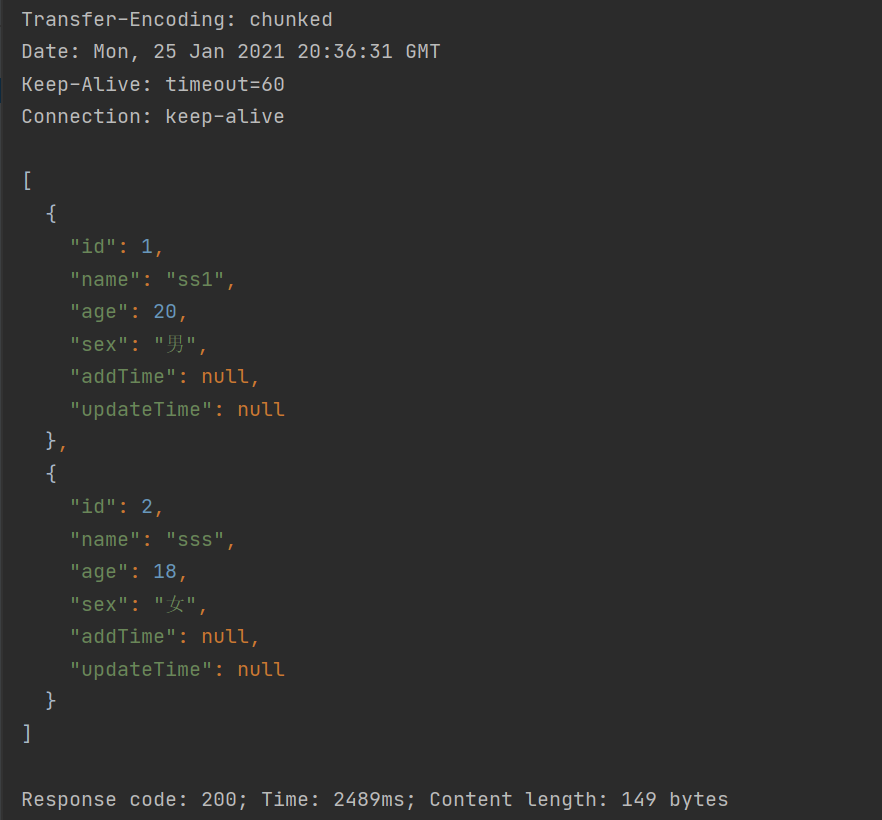 Transfer-Encoding: chunked
Date: Mon, 25 Jan 2021 20:36:31 GMT
Keep-Alive: timeout=60
Connection: keep-alive

[
  {
    "id": 1,
    "name": "ss1",
    "age": 20,
    "sex": "男",
    "addTime": null,
    "updateTime": null
  },
  {
    "id": 2,
    "name": "sss",
    "age": 18,
    "sex": "女",
    "addTime": null,
    "updateTime": null
  }
]

Response code: 200; Time: 2489ms; Content length: 149 bytes